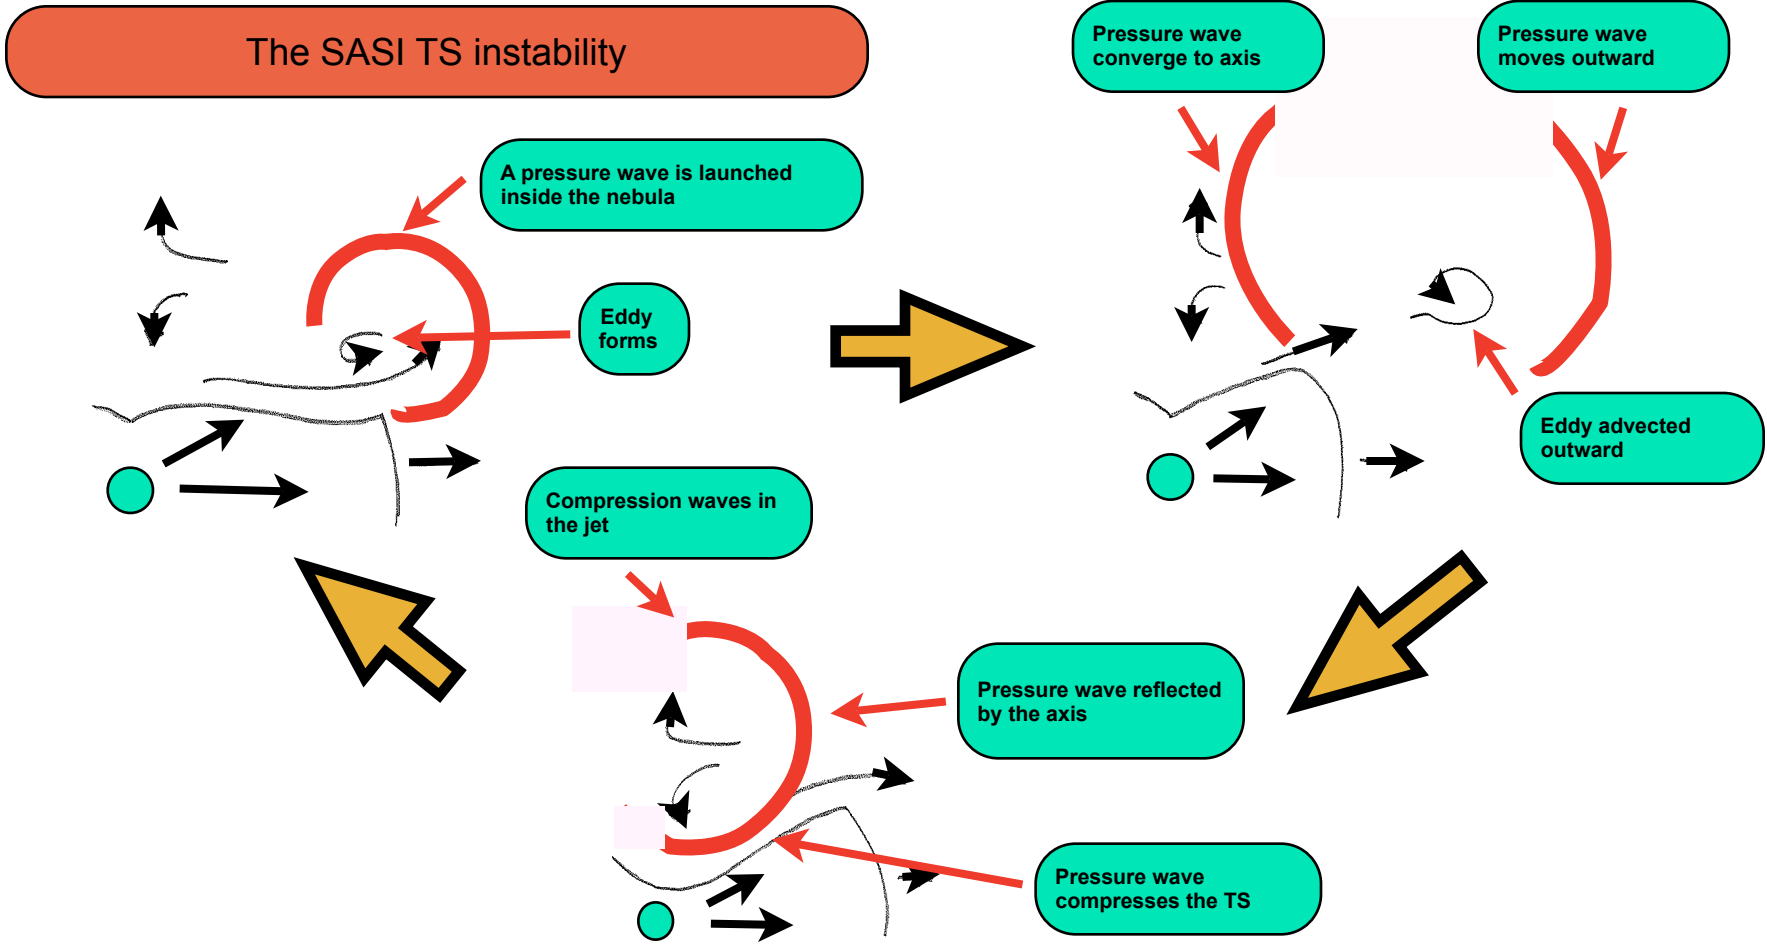 The SASI TS instability
Pressure wave
converge to axis
Pressure wave
moves outward
A pressure wave is launched
inside the nebula
Eddy
forms
Eddy advected
outward
Compression waves in
the jet
Pressure wave reflected
by the axis
Pressure wave
compresses the TS